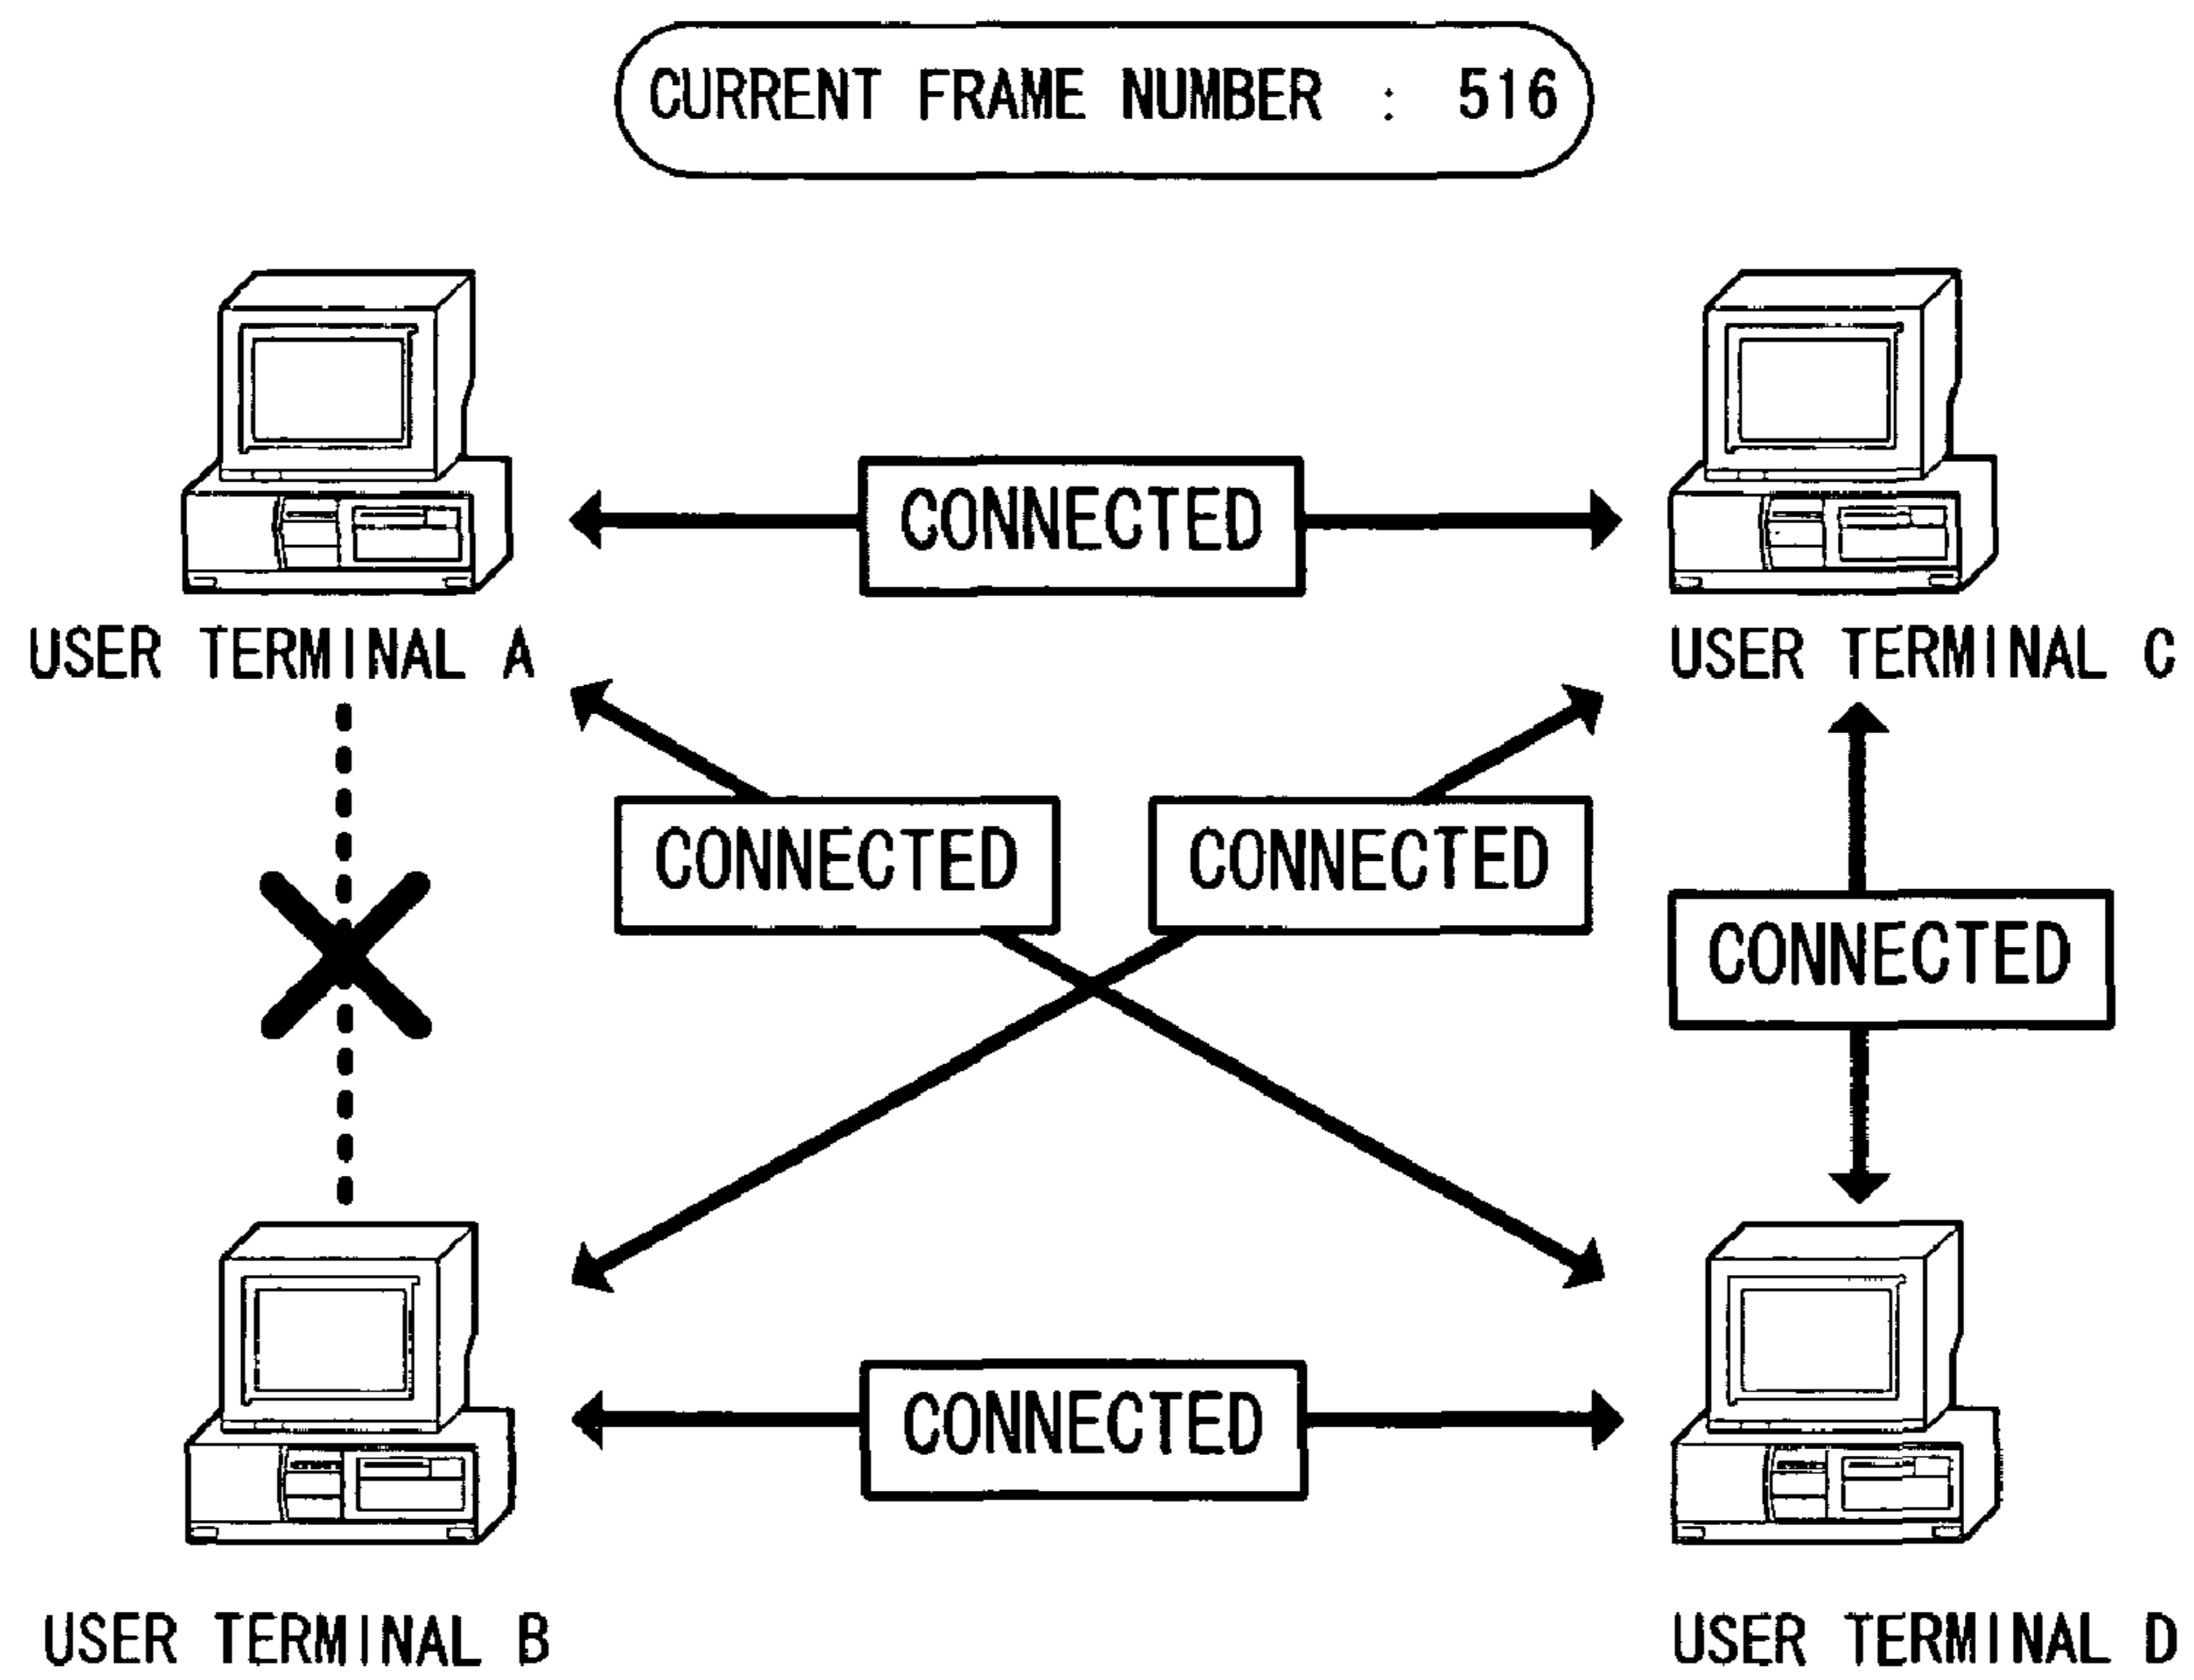 CURRENT FRAME NUMBER : 516
CONNECTED
USER TERMINAL A
USER TERMINAL C
CONNECTED
CONNECTED
CONNECTED
CONNECTED
USER TERMINAL B
USER TERMINAL D